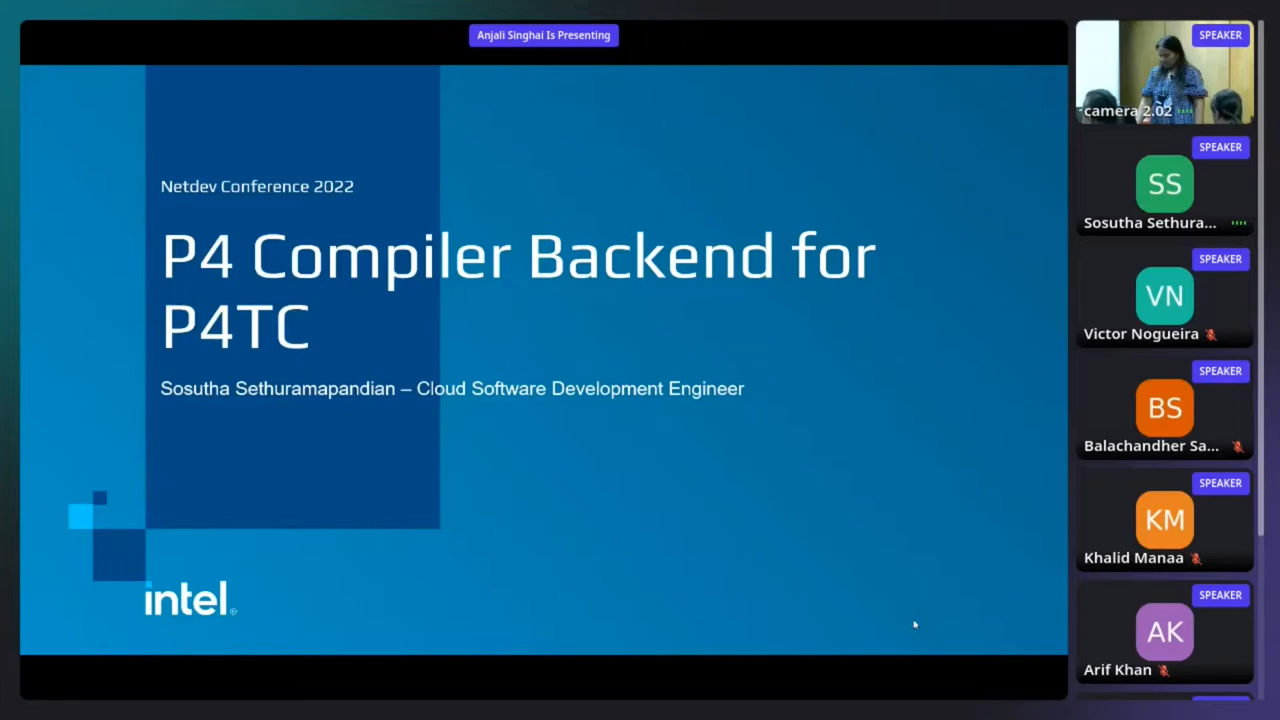 Anjali Singhai Is Presenting
Netdev Conference 2022
P4 Compiler Backend for
P4TC
Sosutha Sethuramapandian – Cloud Software Development Engineer
intel®
SPEAKER
camera 2.02
SPEAKER
SS
Sosutha Sethura...
SPEAKER
VN
Victor Nogueira
SPEAKER
BS
Balachandher Sa...
SPEAKER
KM
Khalid Manaa
SPEAKER
AK
Arif Khan